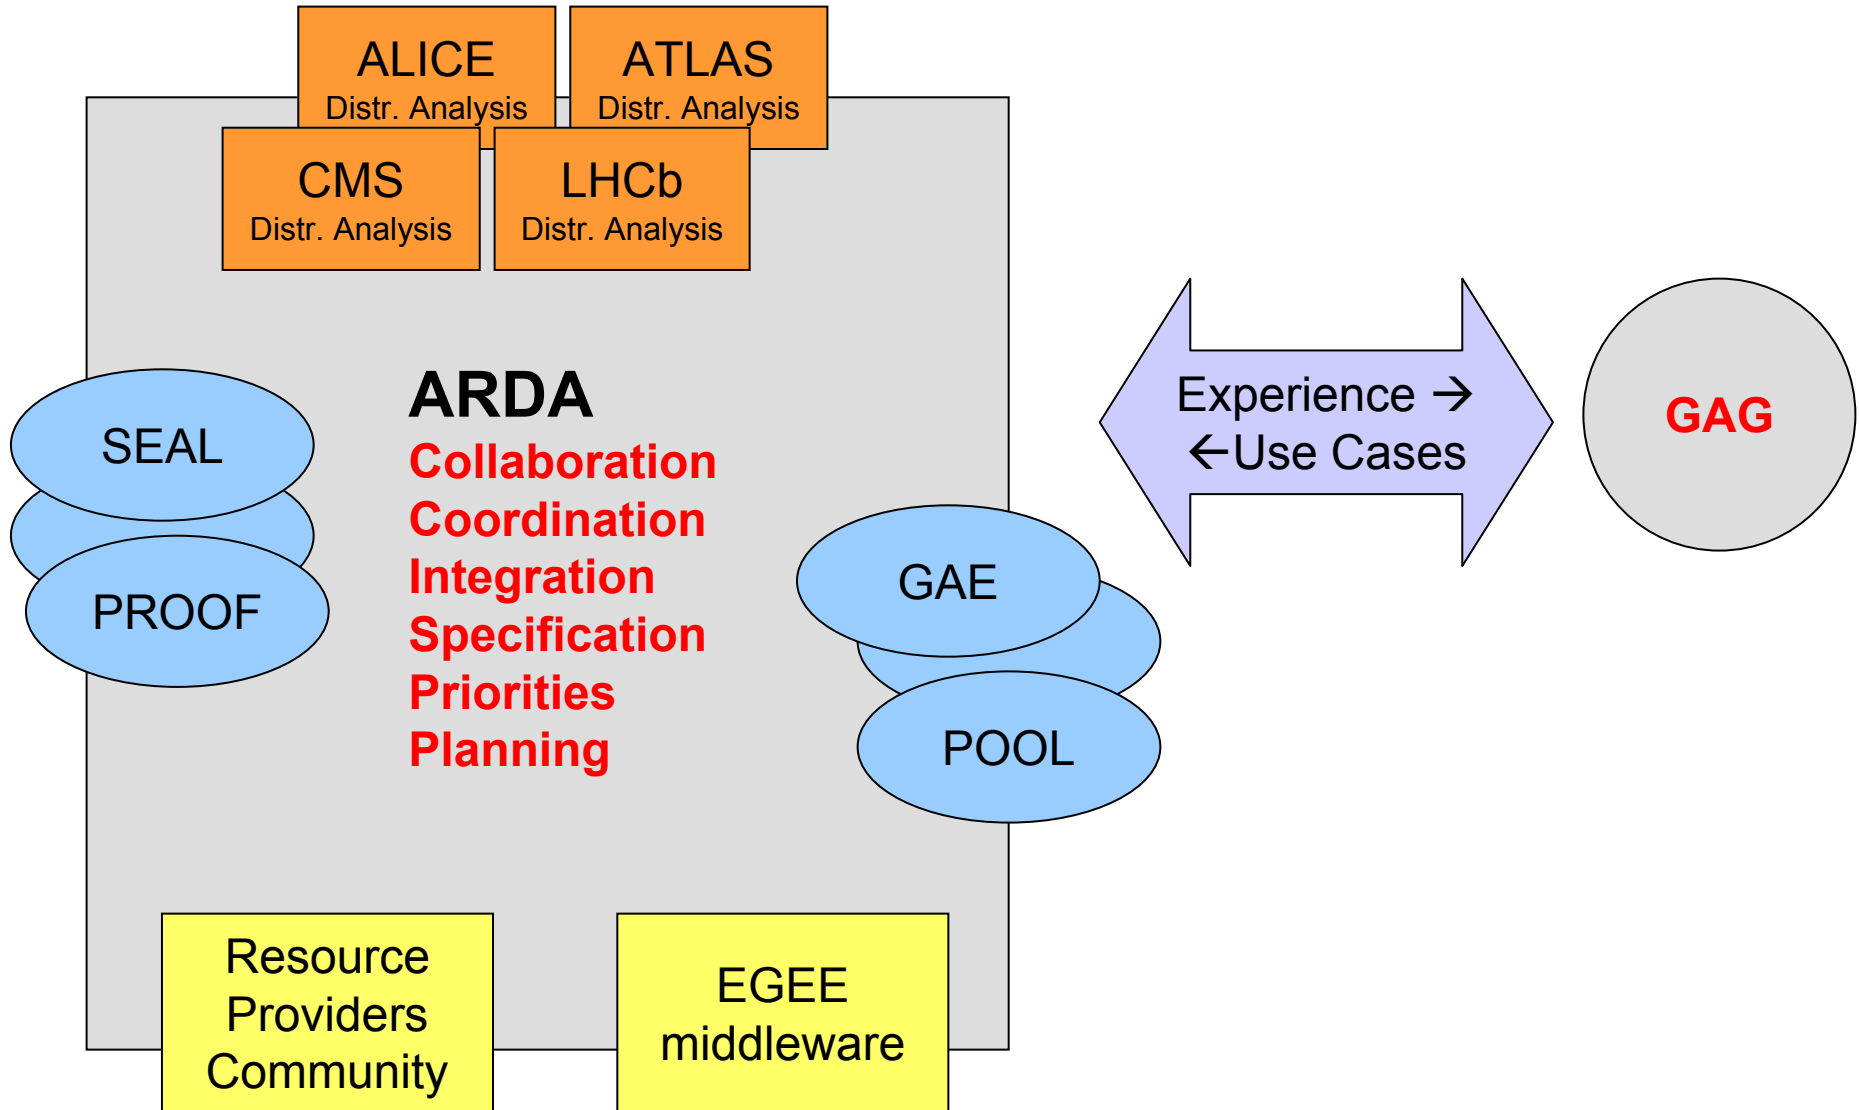 ALICE
Distr. Analysis
ATLAS
Distr. Analysis
CMS
Distr. Analysis
LHCb
Distr. Analysis
ARDA
Collaboration
Coordination
Integration
Specification
Priorities
Planning
SEAL
PROOF
GAE
POOL
Experience →
←Use Cases
GAG
Resource
Providers
Community
EGEE
middleware